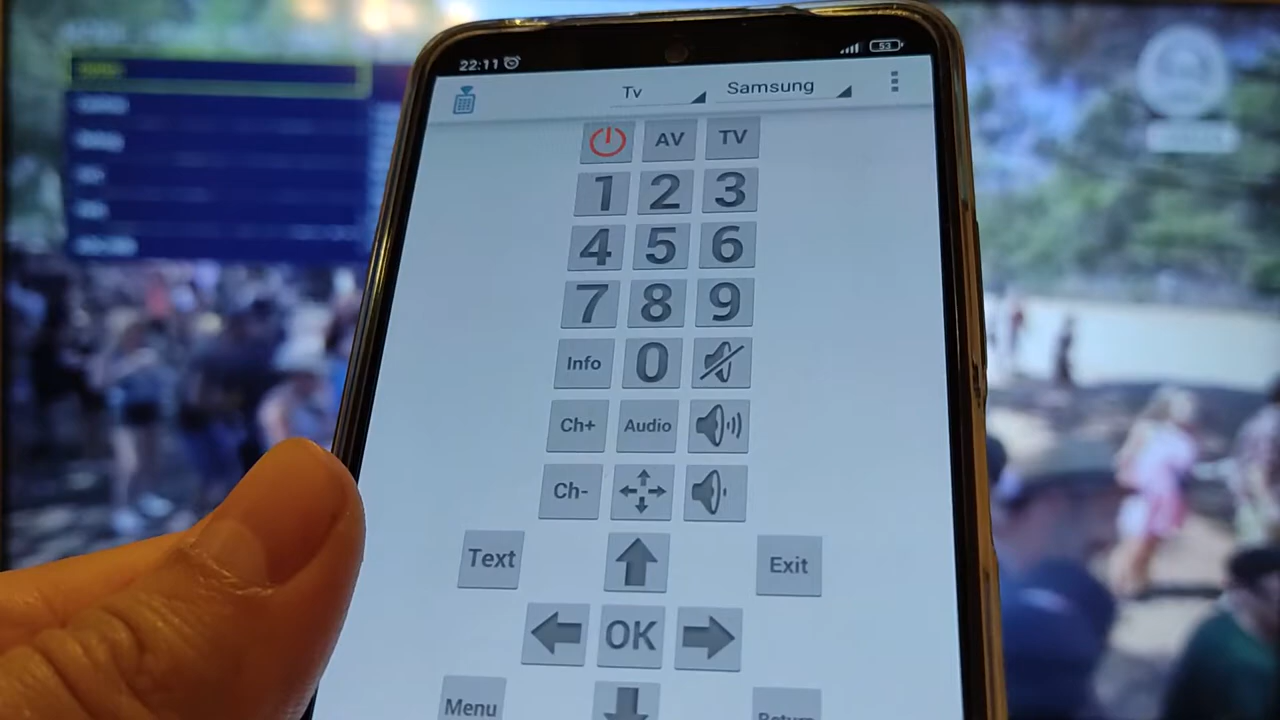 22:11
53
Tv Samsung
AV TV
1 2 3
4 5 6
7 8 9
Info 0
Ch+ Audio
Ch-
Text Exit
OK
Menu Return